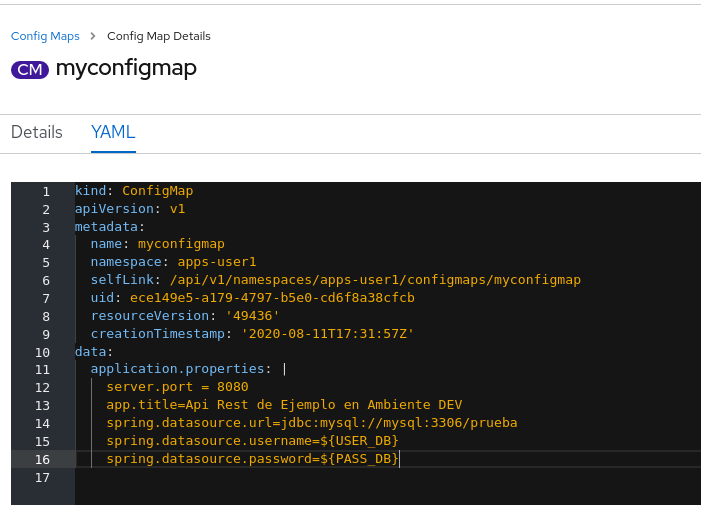 Config Maps > Config Map Details
CM myconfigmap
Details YAML
1 kind: ConfigMap
2 apiVersion: v1
3 metadata:
4   name: myconfigmap
5   namespace: apps-user1
6   selfLink: /api/v1/namespaces/apps-user1/configmaps/myconfigmap
7   uid: ece149e5-a179-4797-b5e0-cd6f8a38cfcb
8   resourceVersion: '49436'
9   creationTimestamp: '2020-08-11T17:31:57Z'
10 data:
11   application.properties: |
12     server.port = 8080
13     app.title=Api Rest de Ejemplo en Ambiente DEV
14     spring.datasource.url=jdbc:mysql://mysql:3306/prueba
15     spring.datasource.username=${USER_DB}
16     spring.datasource.password=${PASS_DB}
17